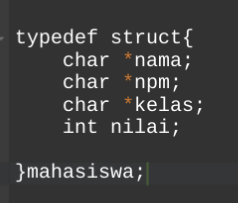 typedef struct{
    char *nama;
    char *npm;
    char *kelas;
    int nilai;
}mahasiswa;